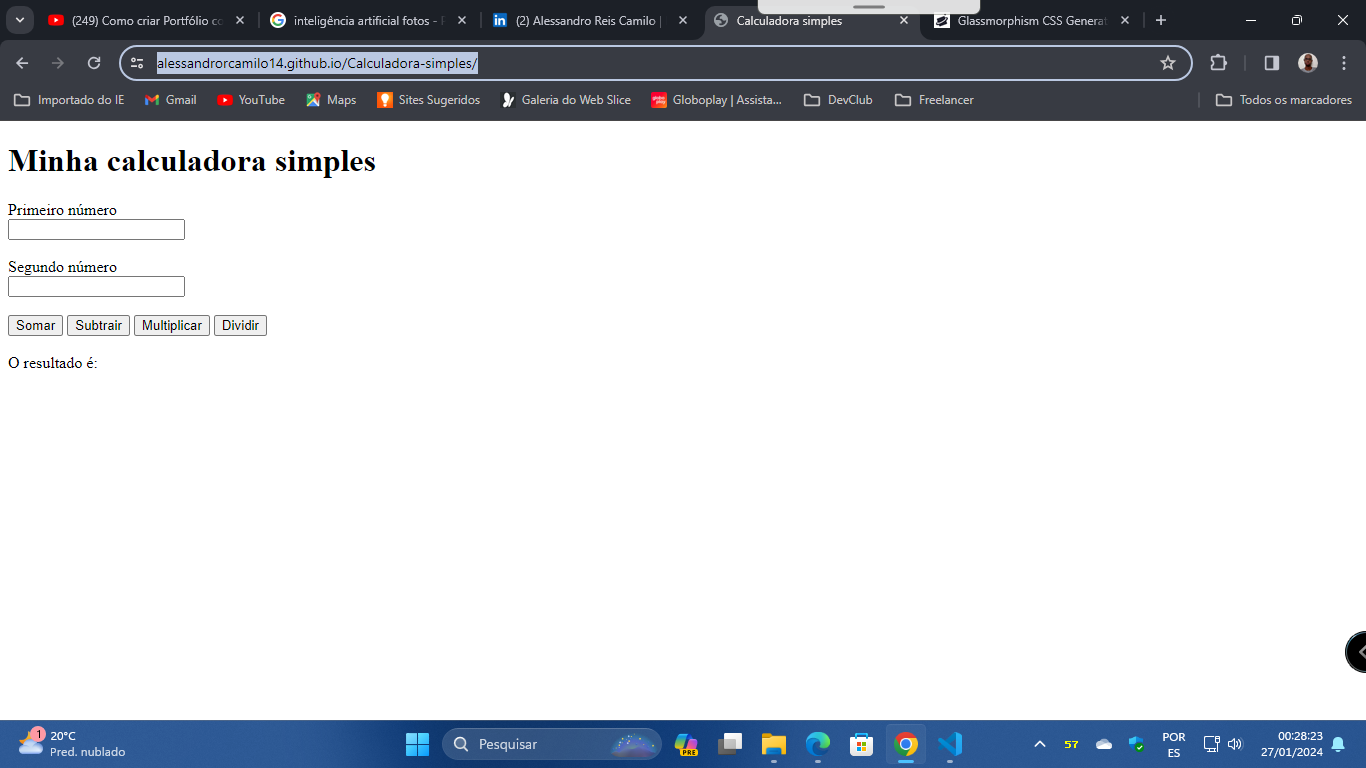 (249) Como criar Portfólio co
inteligência artificial fotos - P
(2) Alessandro Reis Camilo |
Calculadora simples
Glassmorphism CSS Generat
alessandrorcamilo14.github.io/Calculadora-simples/
Importado do IE
Gmail
YouTube
Maps
Sites Sugeridos
Galeria do Web Slice
Globoplay | Assista...
DevClub
Freelancer
Todos os marcadores
Minha calculadora simples
Primeiro número
Segundo número
Somar Subtrair Multiplicar Dividir
O resultado é:
1
20°C
Pred. nublado
Pesquisar
PRE
57
POR
ES
00:28:23
27/01/2024